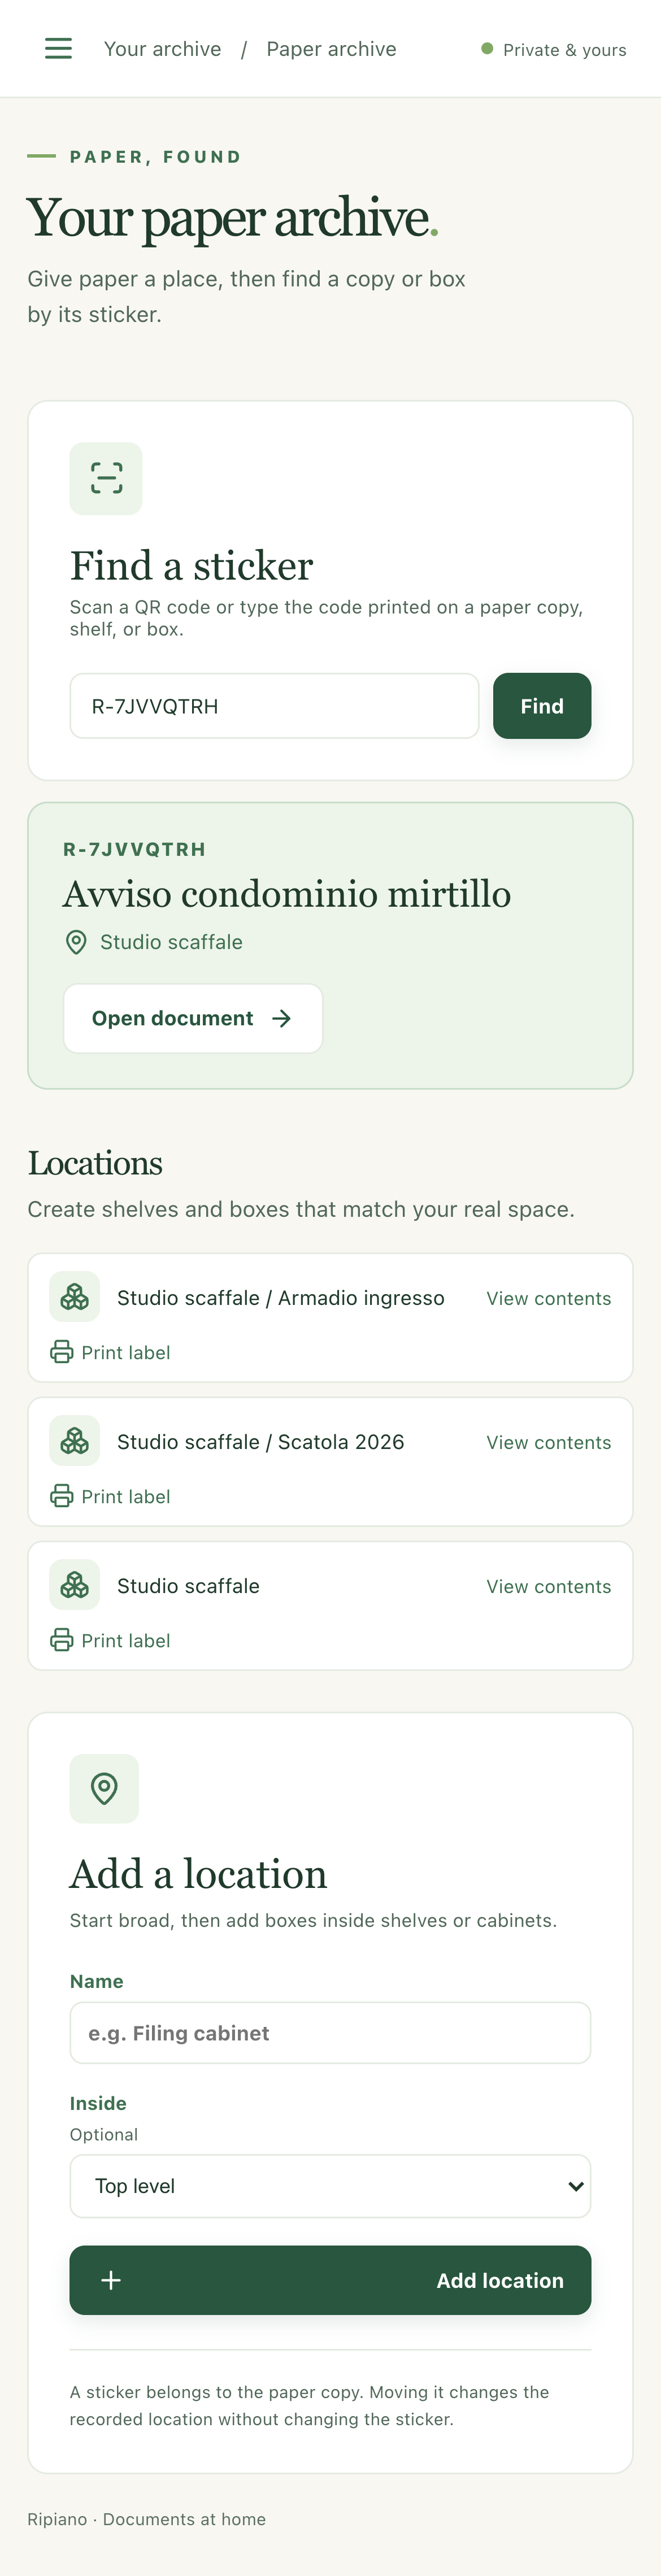 Your archive / Paper archive
Private & yours
PAPER, FOUND
Your paper archive.
Give paper a place, then find a copy or box
by its sticker.
Find a sticker
Scan a QR code or type the code printed on a paper copy,
shelf, or box.
R-7JVVQTRH
Find
R-7JVVQTRH
Avviso condominio mirtillo
Studio scaffale
Open document →
Locations
Create shelves and boxes that match your real space.
Studio scaffale / Armadio ingresso
View contents
Print label
Studio scaffale / Scatola 2026
View contents
Print label
Studio scaffale
View contents
Print label
Add a location
Start broad, then add boxes inside shelves or cabinets.
Name
e.g. Filing cabinet
Inside
Optional
Top level
Add location
A sticker belongs to the paper copy. Moving it changes the
recorded location without changing the sticker.
Ripiano · Documents at home